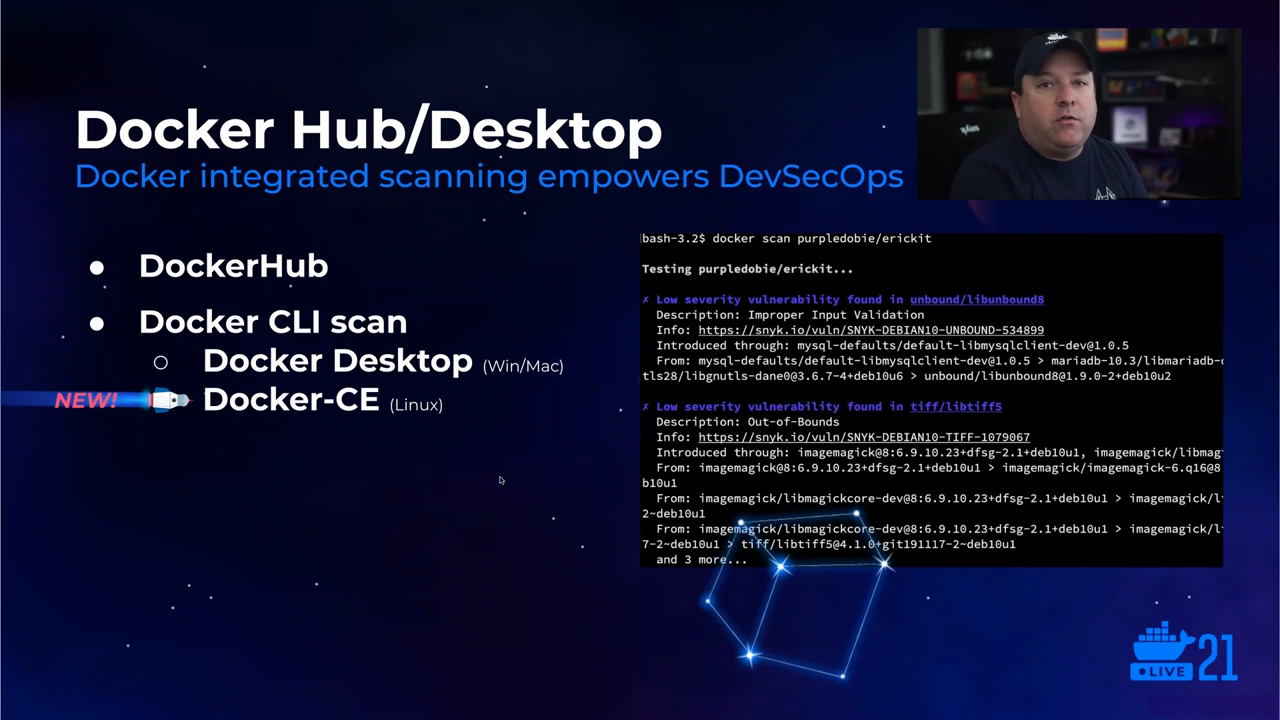 Docker Hub/Desktop
Docker integrated scanning empowers DevSecOps
● DockerHub
● Docker CLI scan
○ Docker Desktop (Win/Mac)
NEW! Docker-CE (Linux)
snyk
bash-3.2$ docker scan purpledobie/erickit
Testing purpledobie/erickit...
✗ Low severity vulnerability found in unbound/libunbound8
Description: Improper Input Validation
Info: https://snyk.io/vuln/SNYK-DEBIAN10-UNBOUND-534899
Introduced through: mysql-defaults/default-libmysqlclient-dev@1.0.5
From: mysql-defaults/default-libmysqlclient-dev@1.0.5 > mariadb-10.3/libmariadb-
tls28/libgnutls-dane0@3.6.7-4+deb10u6 > unbound/libunbound8@1.9.0-2+deb10u2
✗ Low severity vulnerability found in tiff/libtiff5
Description: Out-of-Bounds
Info: https://snyk.io/vuln/SNYK-DEBIAN10-TIFF-1079067
Introduced through: imagemagick@8:6.9.10.23+dfsg-2.1+deb10u1, imagemagick/libmag
From: imagemagick@8:6.9.10.23+dfsg-2.1+deb10u1 > imagemagick/imagemagick-6.q16@8
b10u1
From: imagemagick/libmagickcore-dev@8:6.9.10.23+dfsg-2.1+deb10u1 > imagemagick/l
2~deb10u1
From: imagemagick/libmagickcore-dev@8:6.9.10.23+dfsg-2.1+deb10u1 > imagemagick/l
7-2~deb10u1 > tiff/libtiff5@4.1.0+git191117-2~deb10u1
and 3 more...
LIVE 21